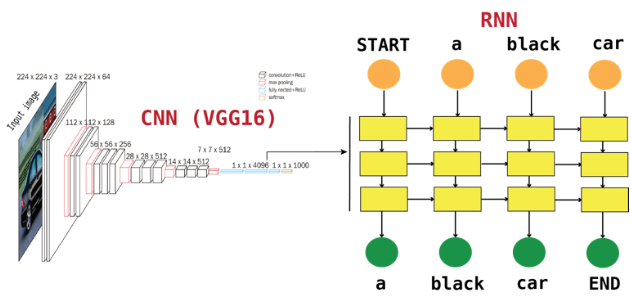 RNN
START a black car
224 x 224 x 3 224 x 224 x 64
convolution+ReLU
max pooling
fully nected+ReLU
softmax
Input image
CNN (VGG16)
112 x 112 x 128
56 x 56 x 256
28 x 28 x 512
14 x 14 x 512
7 x 7 x 512
1 x 1 x 4096 1 x 1 x 1000
a black car END